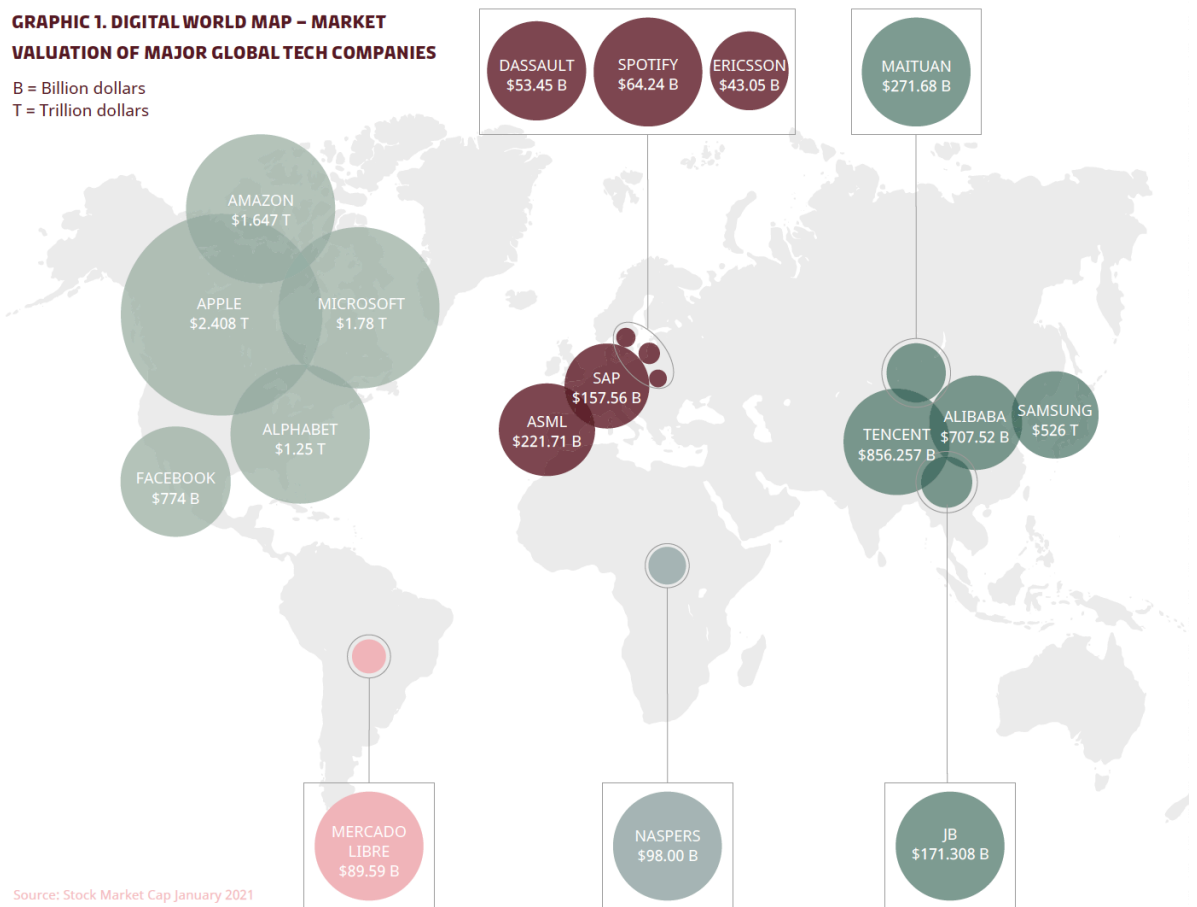 GRAPHIC 1. DIGITAL WORLD MAP – MARKET
VALUATION OF MAJOR GLOBAL TECH COMPANIES
B = Billion dollars
T = Trillion dollars
DASSAULT
$53.45 B
SPOTIFY
$64.24 B
ERICSSON
$43.05 B
MAITUAN
$271.68 B
AMAZON
$1.647 T
APPLE
$2.408 T
MICROSOFT
$1.78 T
ALPHABET
$1.25 T
FACEBOOK
$774 B
SAP
$157.56 B
ASML
$221.71 B
TENCENT
$856.257 B
ALIBABA
$707.52 B
SAMSUNG
$526 T
MERCADO
LIBRE
$89.59 B
NASPERS
$98.00 B
JB
$171.308 B
Source: Stock Market Cap January 2021